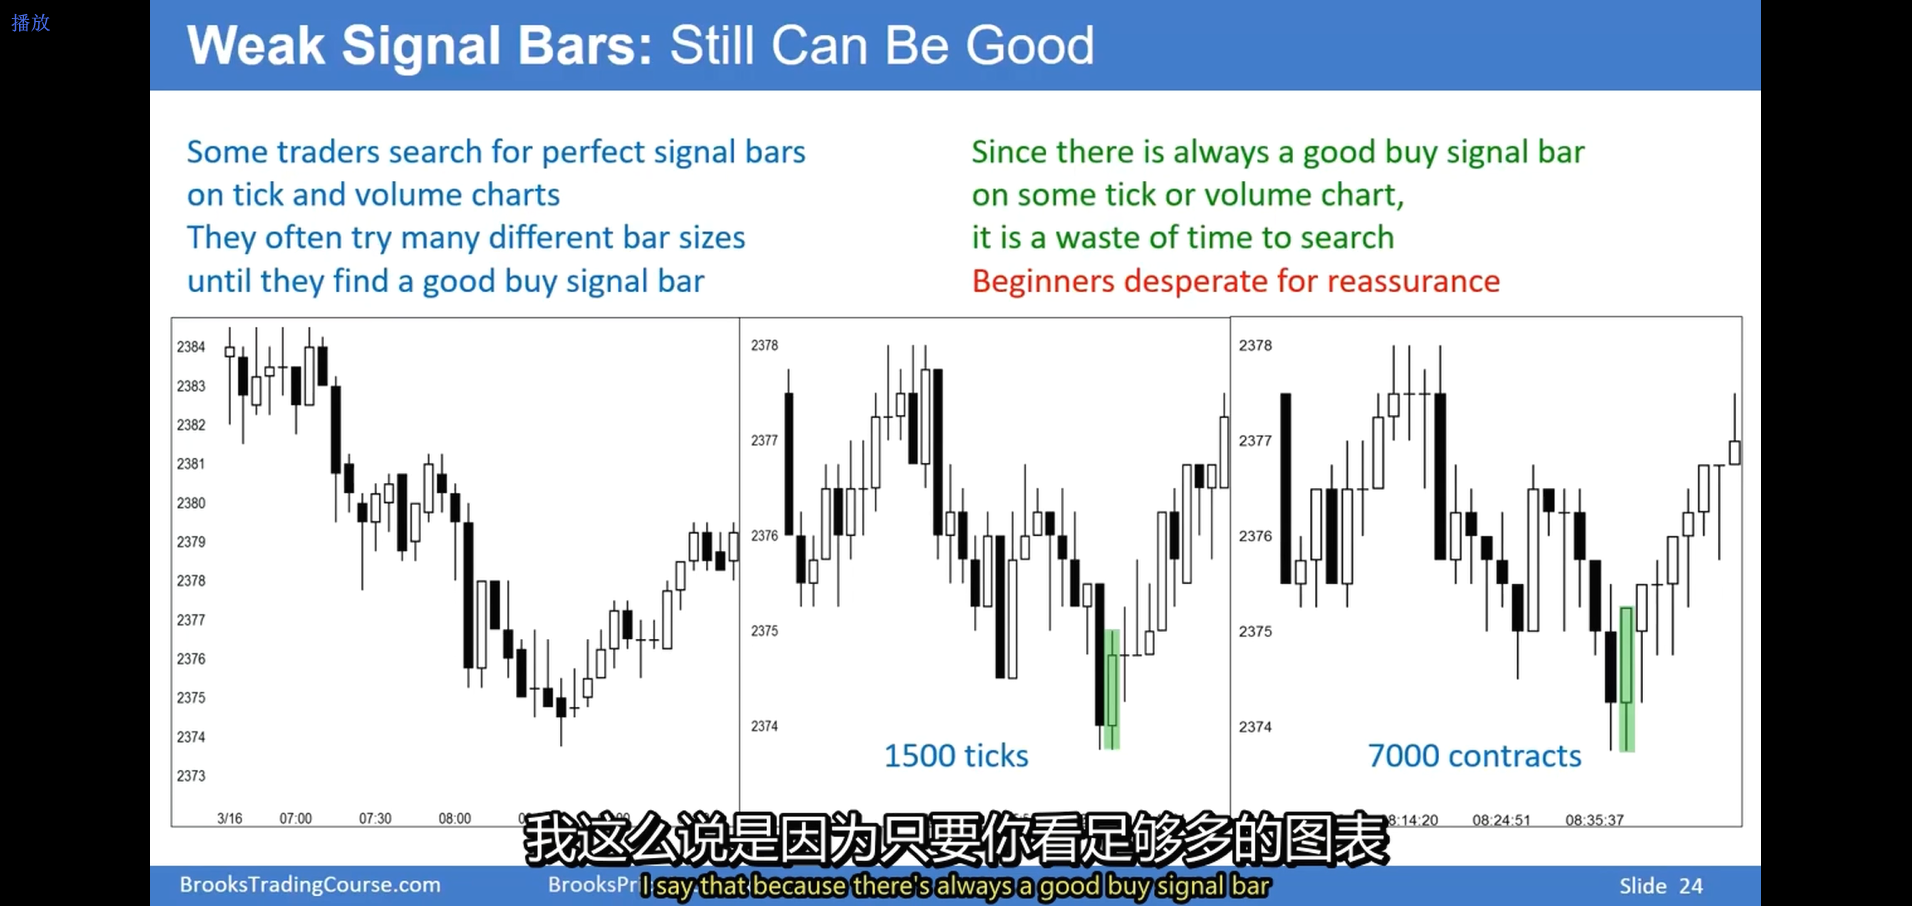 播放
Weak Signal Bars: Still Can Be Good
Some traders search for perfect signal bars
on tick and volume charts
They often try many different bar sizes
until they find a good buy signal bar
Since there is always a good buy signal bar
on some tick or volume chart,
it is a waste of time to search
Beginners desperate for reassurance
2384
2383
2382
2381
2380
2379
2378
2377
2376
2375
2374
2373
3/16 07:00 07:30 08:00
2378
2377
2376
2375
2374
1500 ticks
2378
2377
2376
2375
2374
7000 contracts
8:14:20 08:24:51 08:35:37
我这么说是因为只要你看足够多的图表
I say that because there's always a good buy signal bar
BrooksTradingCourse.com
BrooksPri
Slide 24